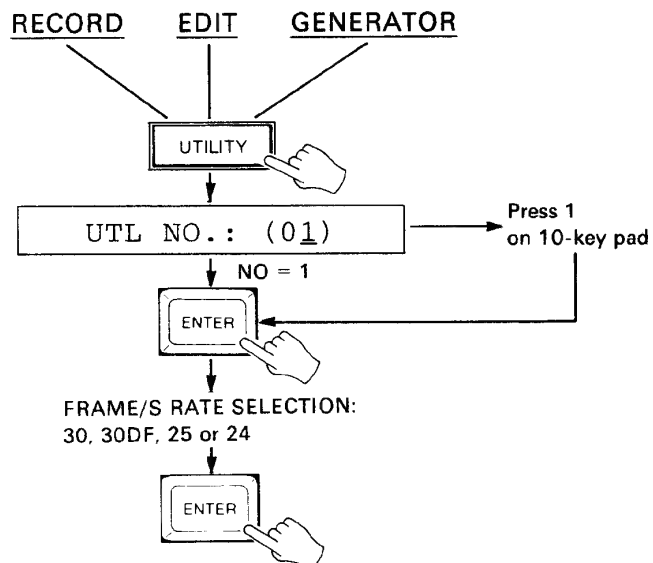 RECORD EDIT GENERATOR
UTILITY
UTL NO.: (01)
Press 1
on 10-key pad
NO = 1
ENTER
FRAME/S RATE SELECTION:
30, 30DF, 25 or 24
ENTER